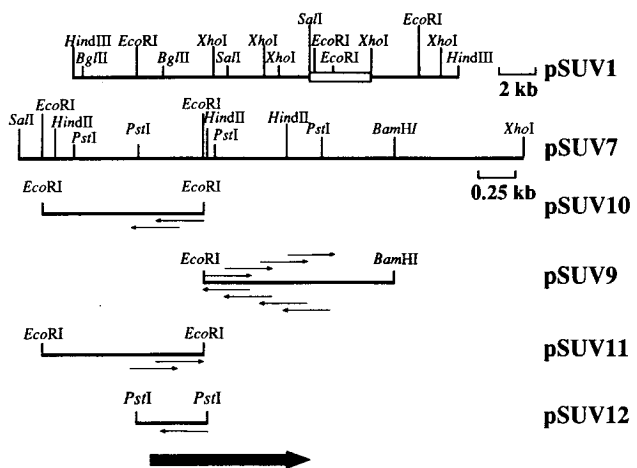 SalI EcoRI
HindIII EcoRI XhoI XhoI EcoRI XhoI XhoI
BglII BglII SalI XhoI EcoRI HindIII
pSUV1
2 kb
EcoRI EcoRI
SalI HindII HindII HindII XhoI
PstI PstI PstI PstI BamHI
pSUV7
0.25 kb
EcoRI EcoRI
pSUV10
EcoRI BamHI
pSUV9
EcoRI EcoRI
pSUV11
PstI PstI
pSUV12